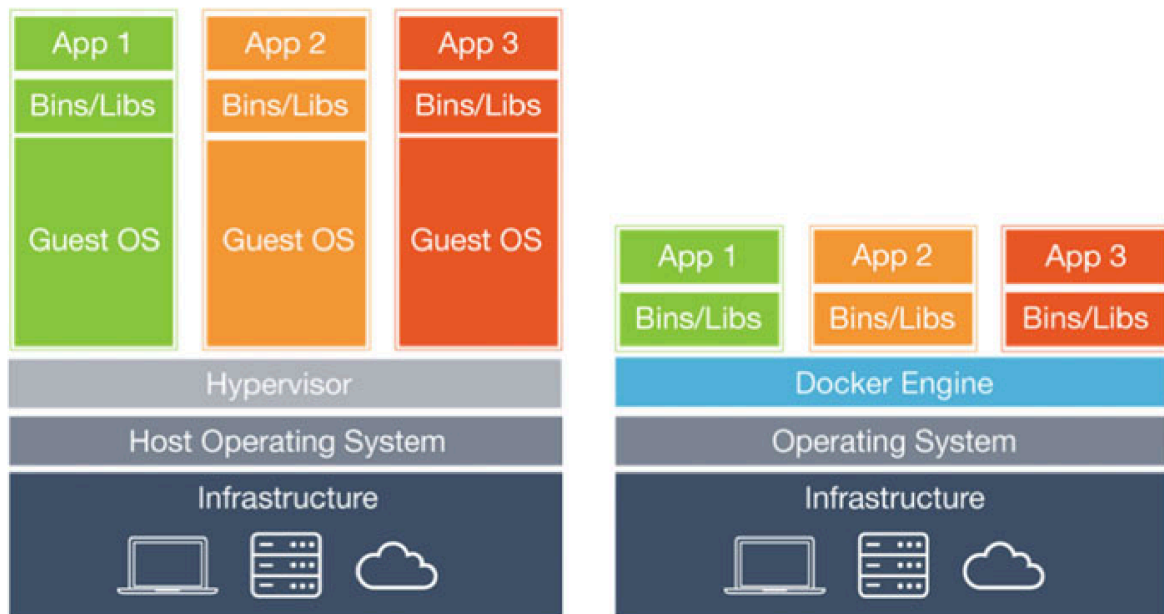 App 1
App 2
App 3
Bins/Libs
Bins/Libs
Bins/Libs
Guest OS
Guest OS
Guest OS
Hypervisor
Host Operating System
Infrastructure
App 1
App 2
App 3
Bins/Libs
Bins/Libs
Bins/Libs
Docker Engine
Operating System
Infrastructure